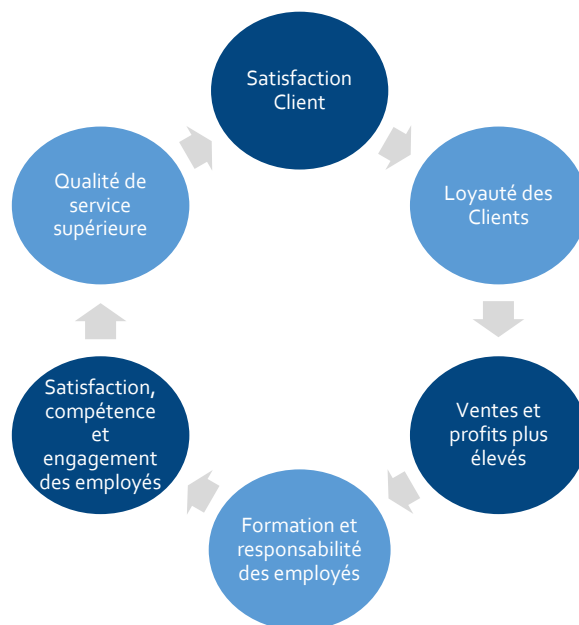 Satisfaction
Client
Loyauté des
Clients
Ventes et
profits plus
élevés
Formation et
responsabilité
des employés
Satisfaction,
compétence
et
engagement
des employés
Qualité de
service
supérieure